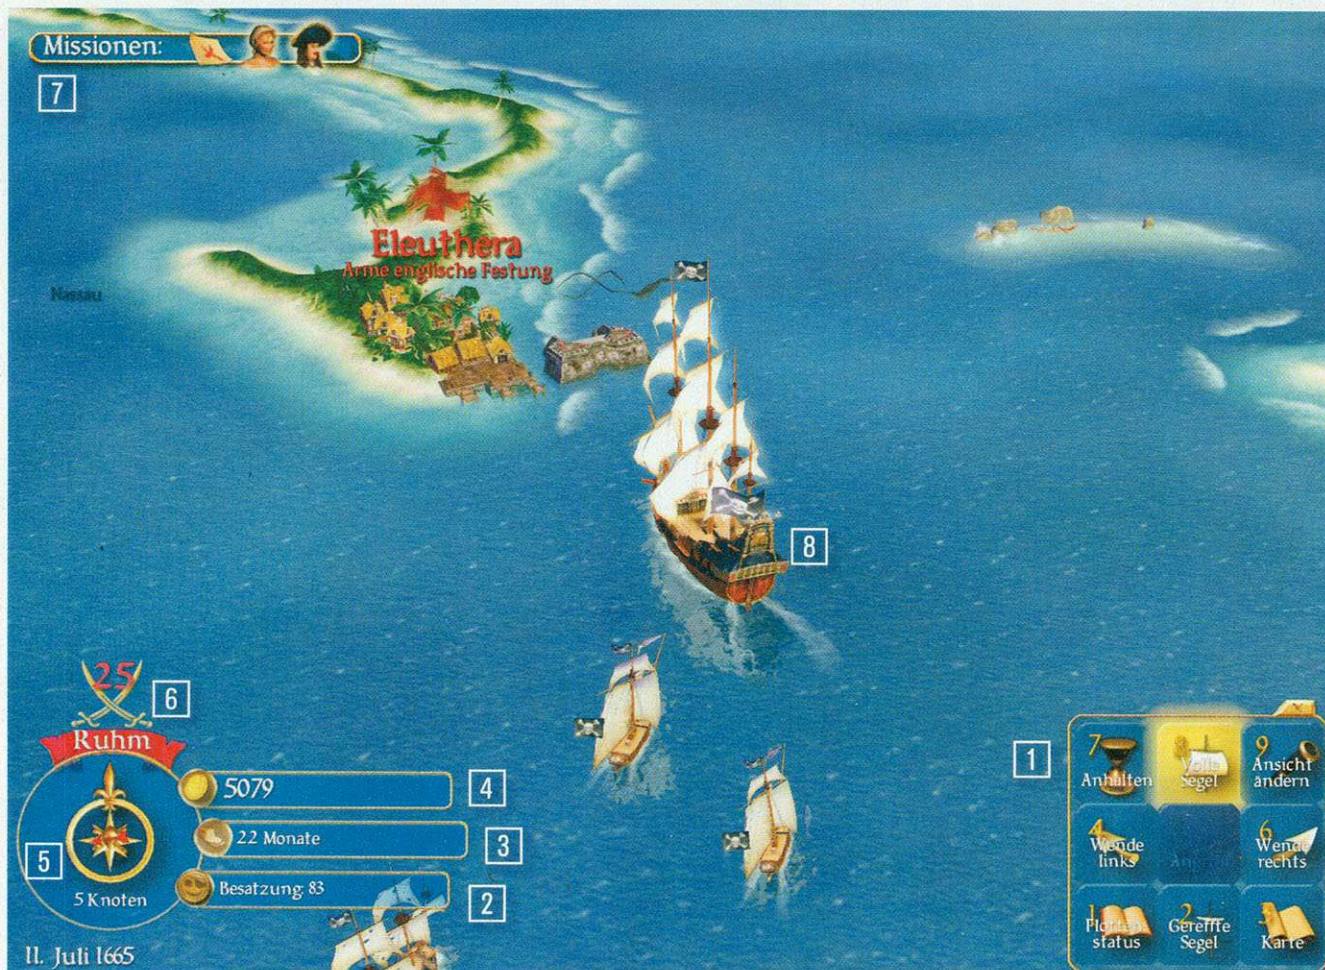 Missionen:
7
Eleuthera
Arme englische Festung
Nassau
8
25
6
Ruhm
5079
4
22 Monate
3
5
5 Knoten
Besatzung: 83
2
11. Juli 1665
1
7
Anhalten
8
Volle
Segel
9
Ansicht
ändern
4
Wende
links
6
Wende
rechts
1
Flotten-
status
2
Gereffte
Segel
3
Karte